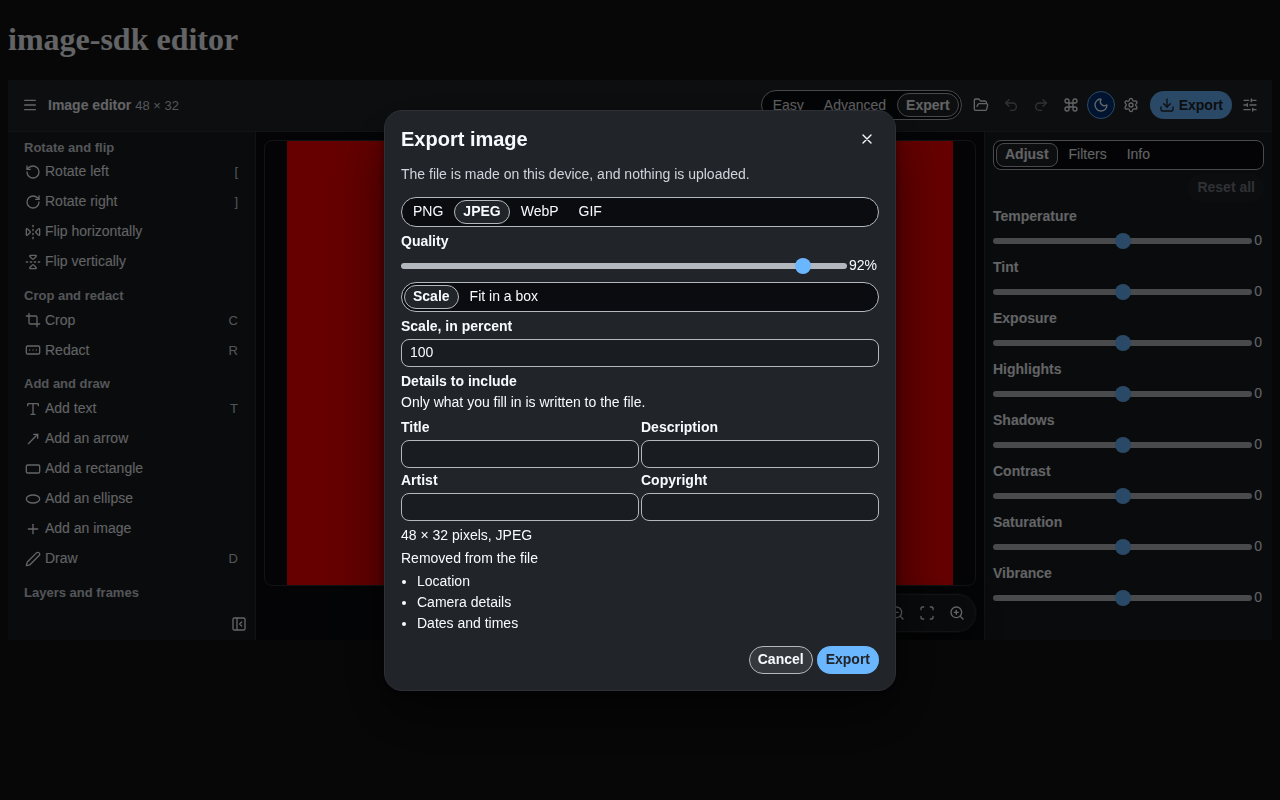 image-sdk editor
Image editor 48 × 32
Easy Advanced Expert
Export
Rotate and flip
Rotate left [
Rotate right ]
Flip horizontally
Flip vertically
Crop and redact
Crop C
Redact R
Add and draw
Add text T
Add an arrow
Add a rectangle
Add an ellipse
Add an image
Draw D
Layers and frames
Export image
The file is made on this device, and nothing is uploaded.
PNG JPEG WebP GIF
Quality
92%
Scale Fit in a box
Scale, in percent
100
Details to include
Only what you fill in is written to the file.
Title Description
Artist Copyright
48 × 32 pixels, JPEG
Removed from the file
• Location
• Camera details
• Dates and times
Cancel Export
Adjust Filters Info
Reset all
Temperature
0
Tint
0
Exposure
0
Highlights
0
Shadows
0
Contrast
0
Saturation
0
Vibrance
0